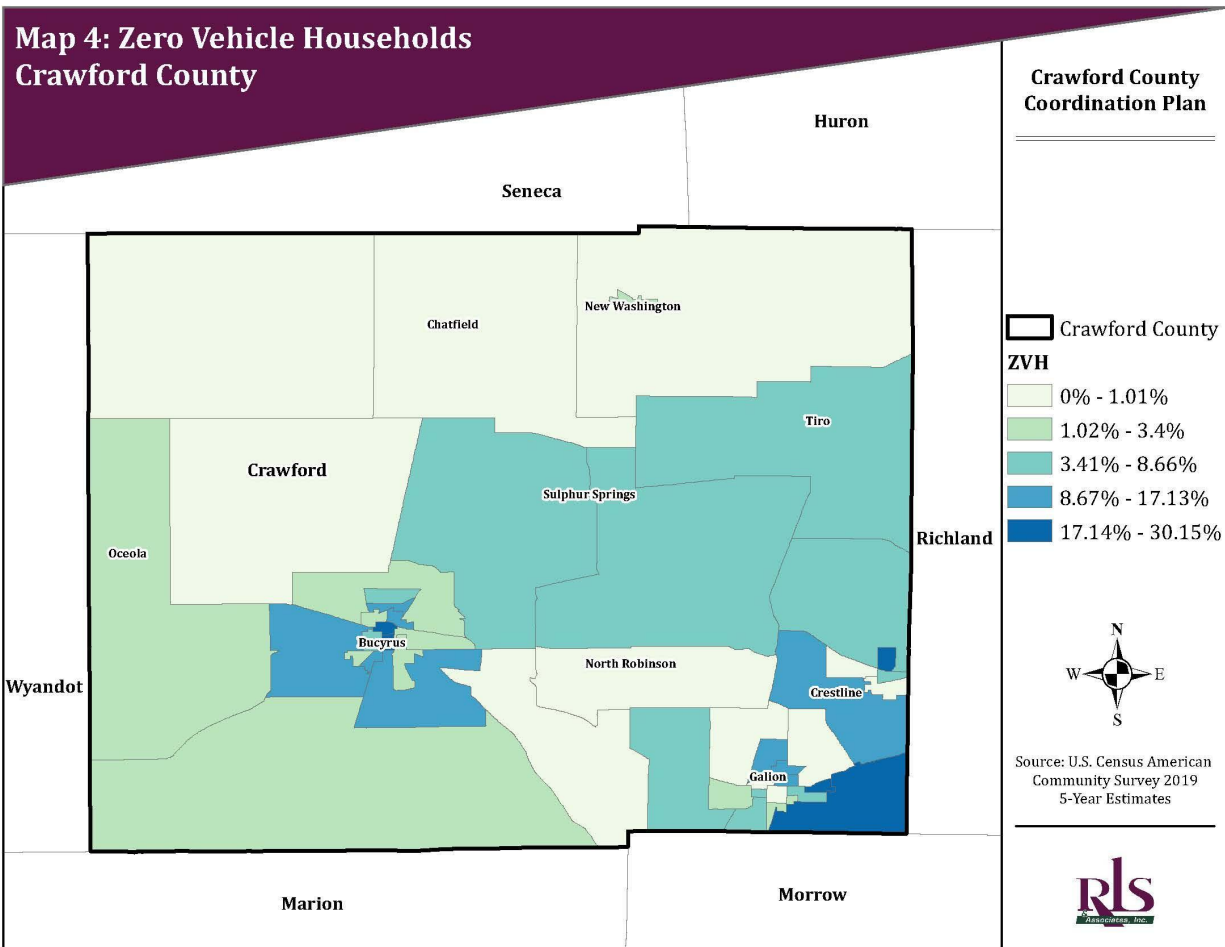 Map 4: Zero Vehicle Households
Crawford County
Crawford County
Coordination Plan
Huron
Seneca
New Washington
Chatfield
Crawford County
ZVH
0% - 1.01%
1.02% - 3.4%
3.41% - 8.66%
8.67% - 17.13%
17.14% - 30.15%
Tiro
Crawford
Sulphur Springs
Richland
Oceola
Bucyrus
North Robinson
Wyandot
Crestline
N
W E
S
Galion
Source: U.S. Census American
Community Survey 2019
5-Year Estimates
Marion
Morrow
RLS
& Associates, Inc.